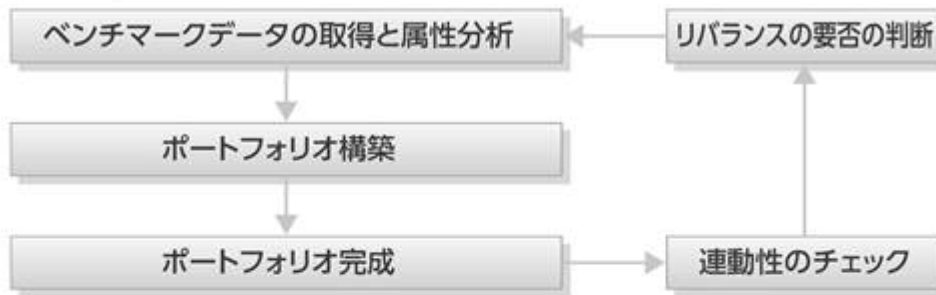 ベンチマークデータの取得と属性分析
リバランスの要否の判断
ポートフォリオ構築
ポートフォリオ完成
連動性のチェック